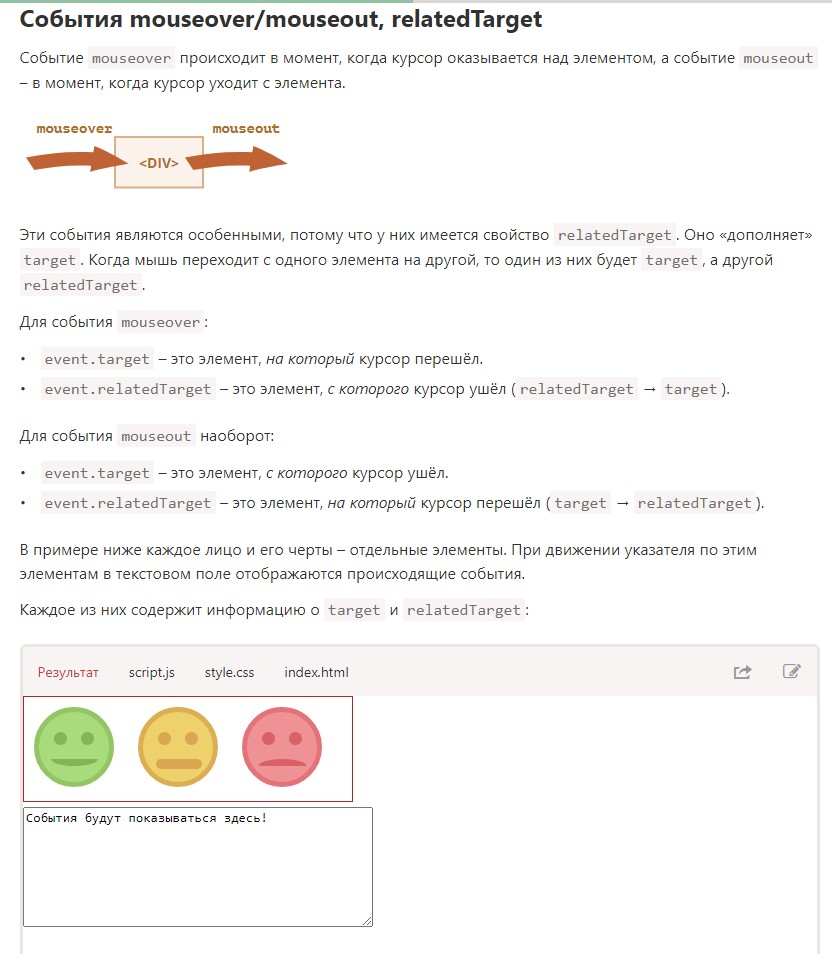 События mouseover/mouseout, relatedTarget
Событие mouseover происходит в момент, когда курсор оказывается над элементом, а событие mouseout
– в момент, когда курсор уходит с элемента.
mouseover
mouseout
<DIV>
Эти события являются особенными, потому что у них имеется свойство relatedTarget. Оно «дополняет»
target. Когда мышь переходит с одного элемента на другой, то один из них будет target, а другой
relatedTarget.
Для события mouseover:
• event.target – это элемент, на который курсор перешёл.
• event.relatedTarget – это элемент, с которого курсор ушёл (relatedTarget → target).
Для события mouseout наоборот:
• event.target – это элемент, с которого курсор ушёл.
• event.relatedTarget – это элемент, на который курсор перешёл (target → relatedTarget).
В примере ниже каждое лицо и его черты – отдельные элементы. При движении указателя по этим
элементам в текстовом поле отображаются происходящие события.
Каждое из них содержит информацию о target и relatedTarget:
Результат script.js style.css index.html
События будут показываться здесь!